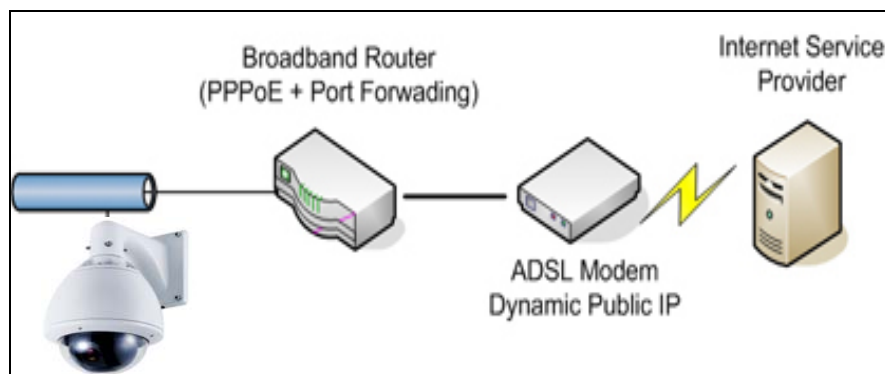 Broadband Router
(PPPoE + Port Forwading)
Internet Service
Provider
ADSL Modem
Dynamic Public IP